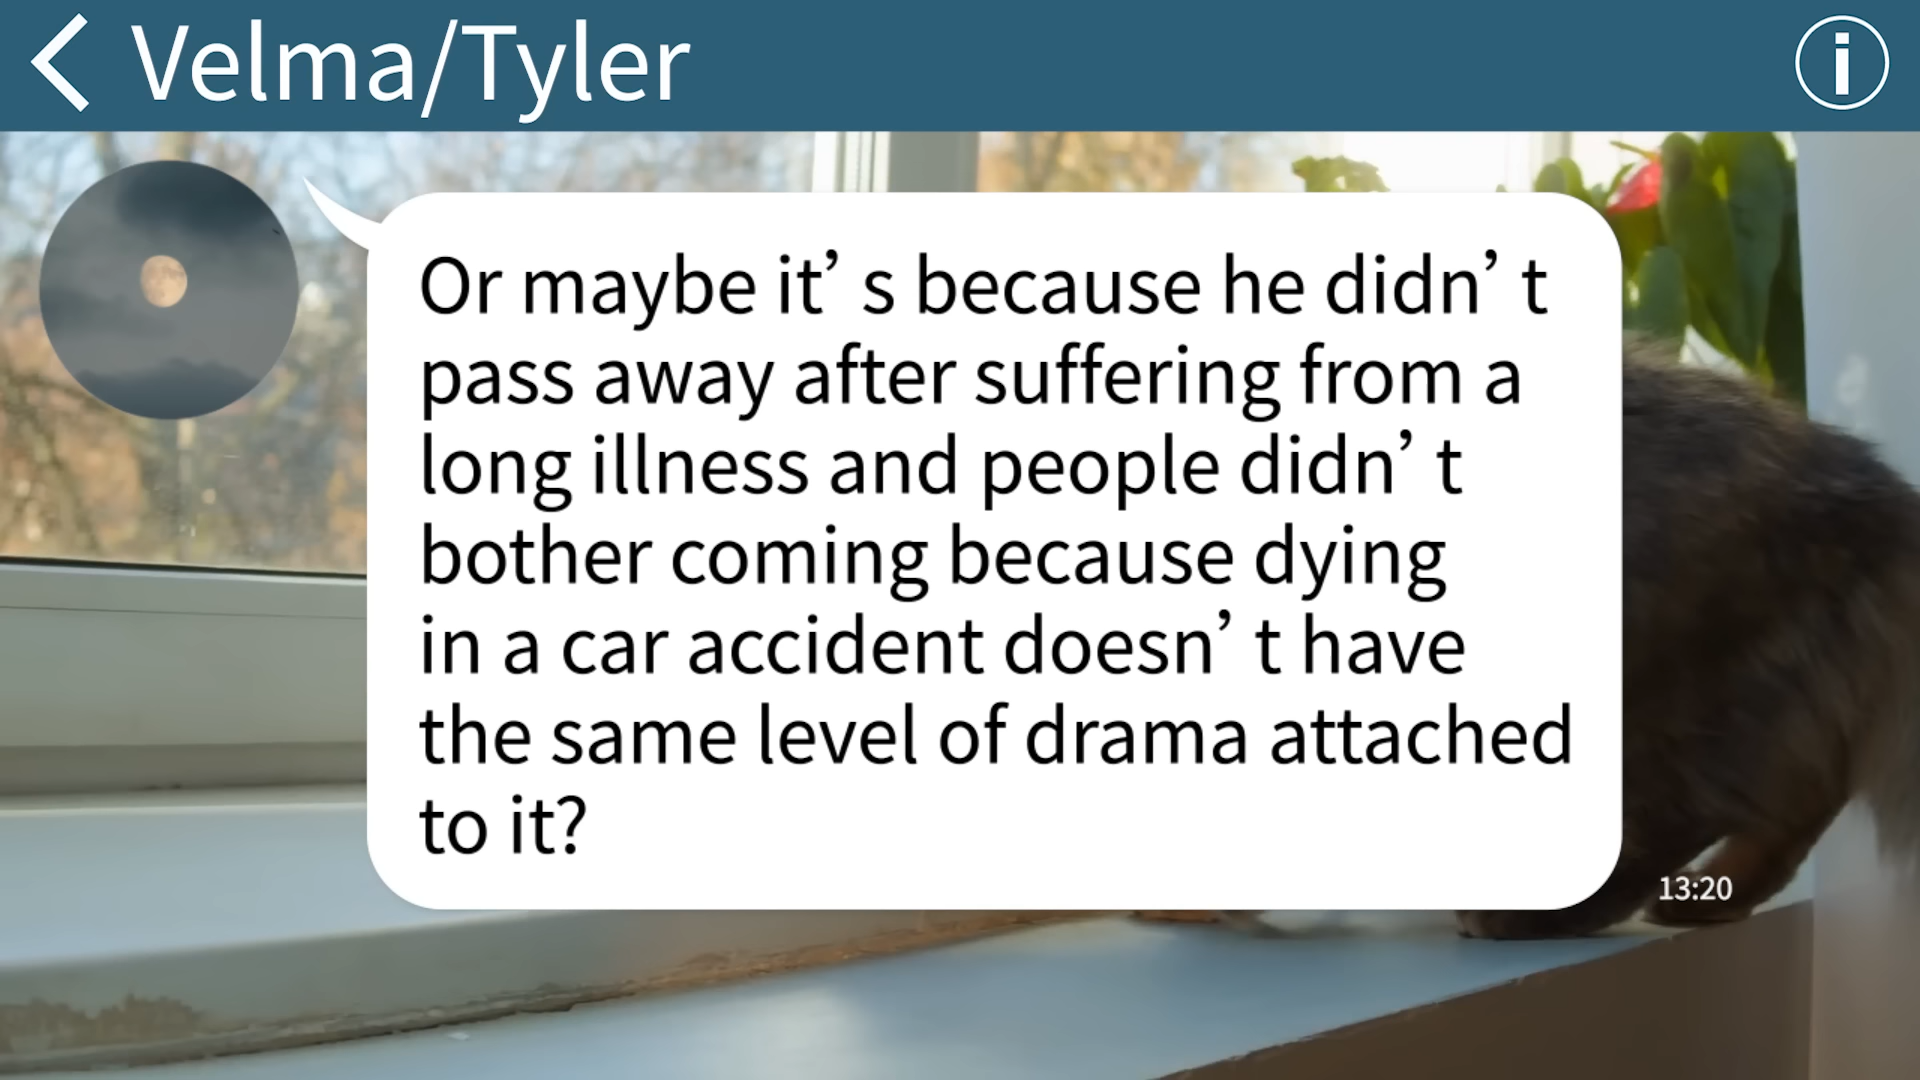 Velma/Tyler
Or maybe it’s because he didn’t
pass away after suffering from a
long illness and people didn’t
bother coming because dying
in a car accident doesn’t have
the same level of drama attached
to it?
13:20